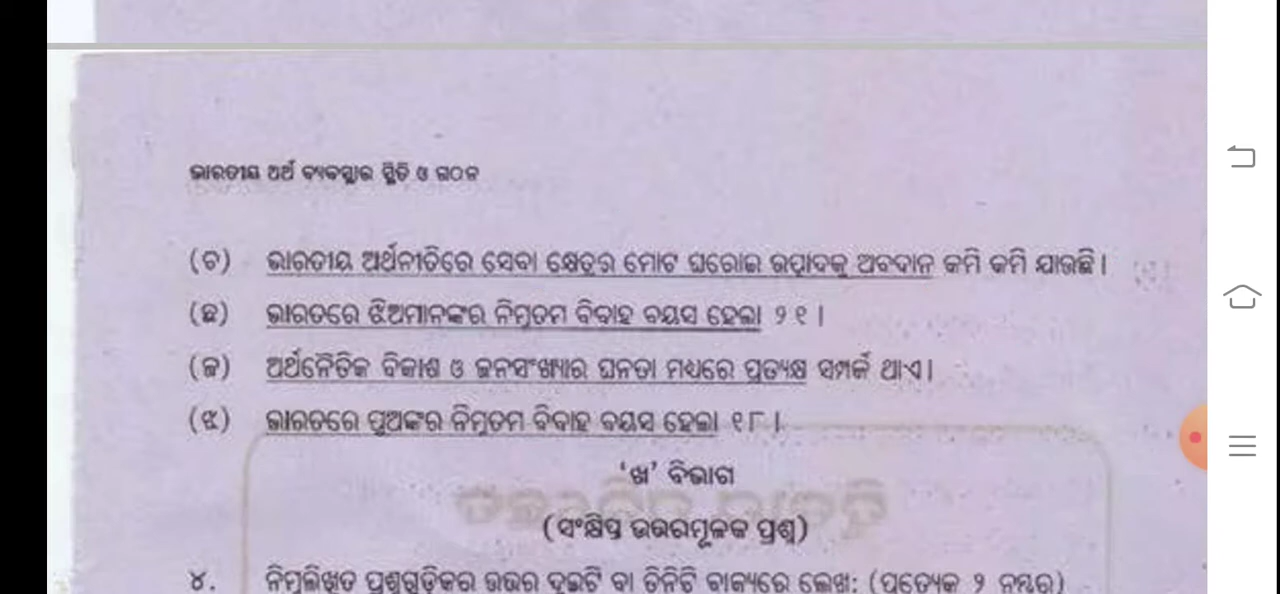 ଭାରତୀୟ ଅର୍ଥ ବ୍ୟବସ୍ଥାର ସ୍ଥିତି ଓ ଗଠନ
(ଚ) ଭାରତୀୟ ଅର୍ଥନୀତିରେ ସେବା କ୍ଷେତ୍ରର ମୋଟ ଘରୋଇ ଉତ୍ପାଦକୁ ଅବଦାନ କମି କମି ଯାଉଛି।
(ଛ) ଭାରତରେ ଝିଅମାନଙ୍କର ନିମ୍ନତମ ବିବାହ ବୟସ ହେଲା ୨୧।
(ଜ) ଅର୍ଥନୈତିକ ବିକାଶ ଓ ଜନସଂଖ୍ୟାର ଘନତା ମଧ୍ୟରେ ପ୍ରତ୍ୟକ୍ଷ ସମ୍ପର୍କ ଥାଏ।
(ଝ) ଭାରତରେ ପୁଅଙ୍କର ନିମ୍ନତମ ବିବାହ ବୟସ ହେଲା ୧୮।
‘ଖ’ ବିଭାଗ
(ସଂକ୍ଷିପ୍ତ ଉତ୍ତରମୂଳକ ପ୍ରଶ୍ନ)
୪. ନିମ୍ନଲିଖିତ ପ୍ରଶ୍ନଗୁଡ଼ିକର ଉତ୍ତର ଦୁଇଟି ବା ତିନିଟି ବାକ୍ୟରେ ଲେଖ: (ପ୍ରତ୍ୟେକ ୨ ନମ୍ବର)